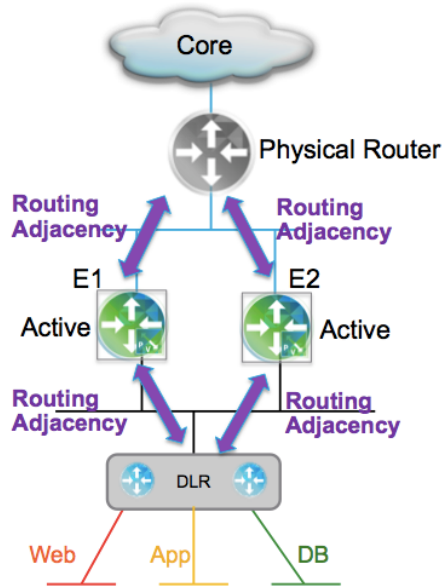 Core
Physical Router
Routing
Adjacency
Routing
Adjacency
E1
E2
Active
Active
Routing
Adjacency
Routing
Adjacency
DLR
Web
App
DB